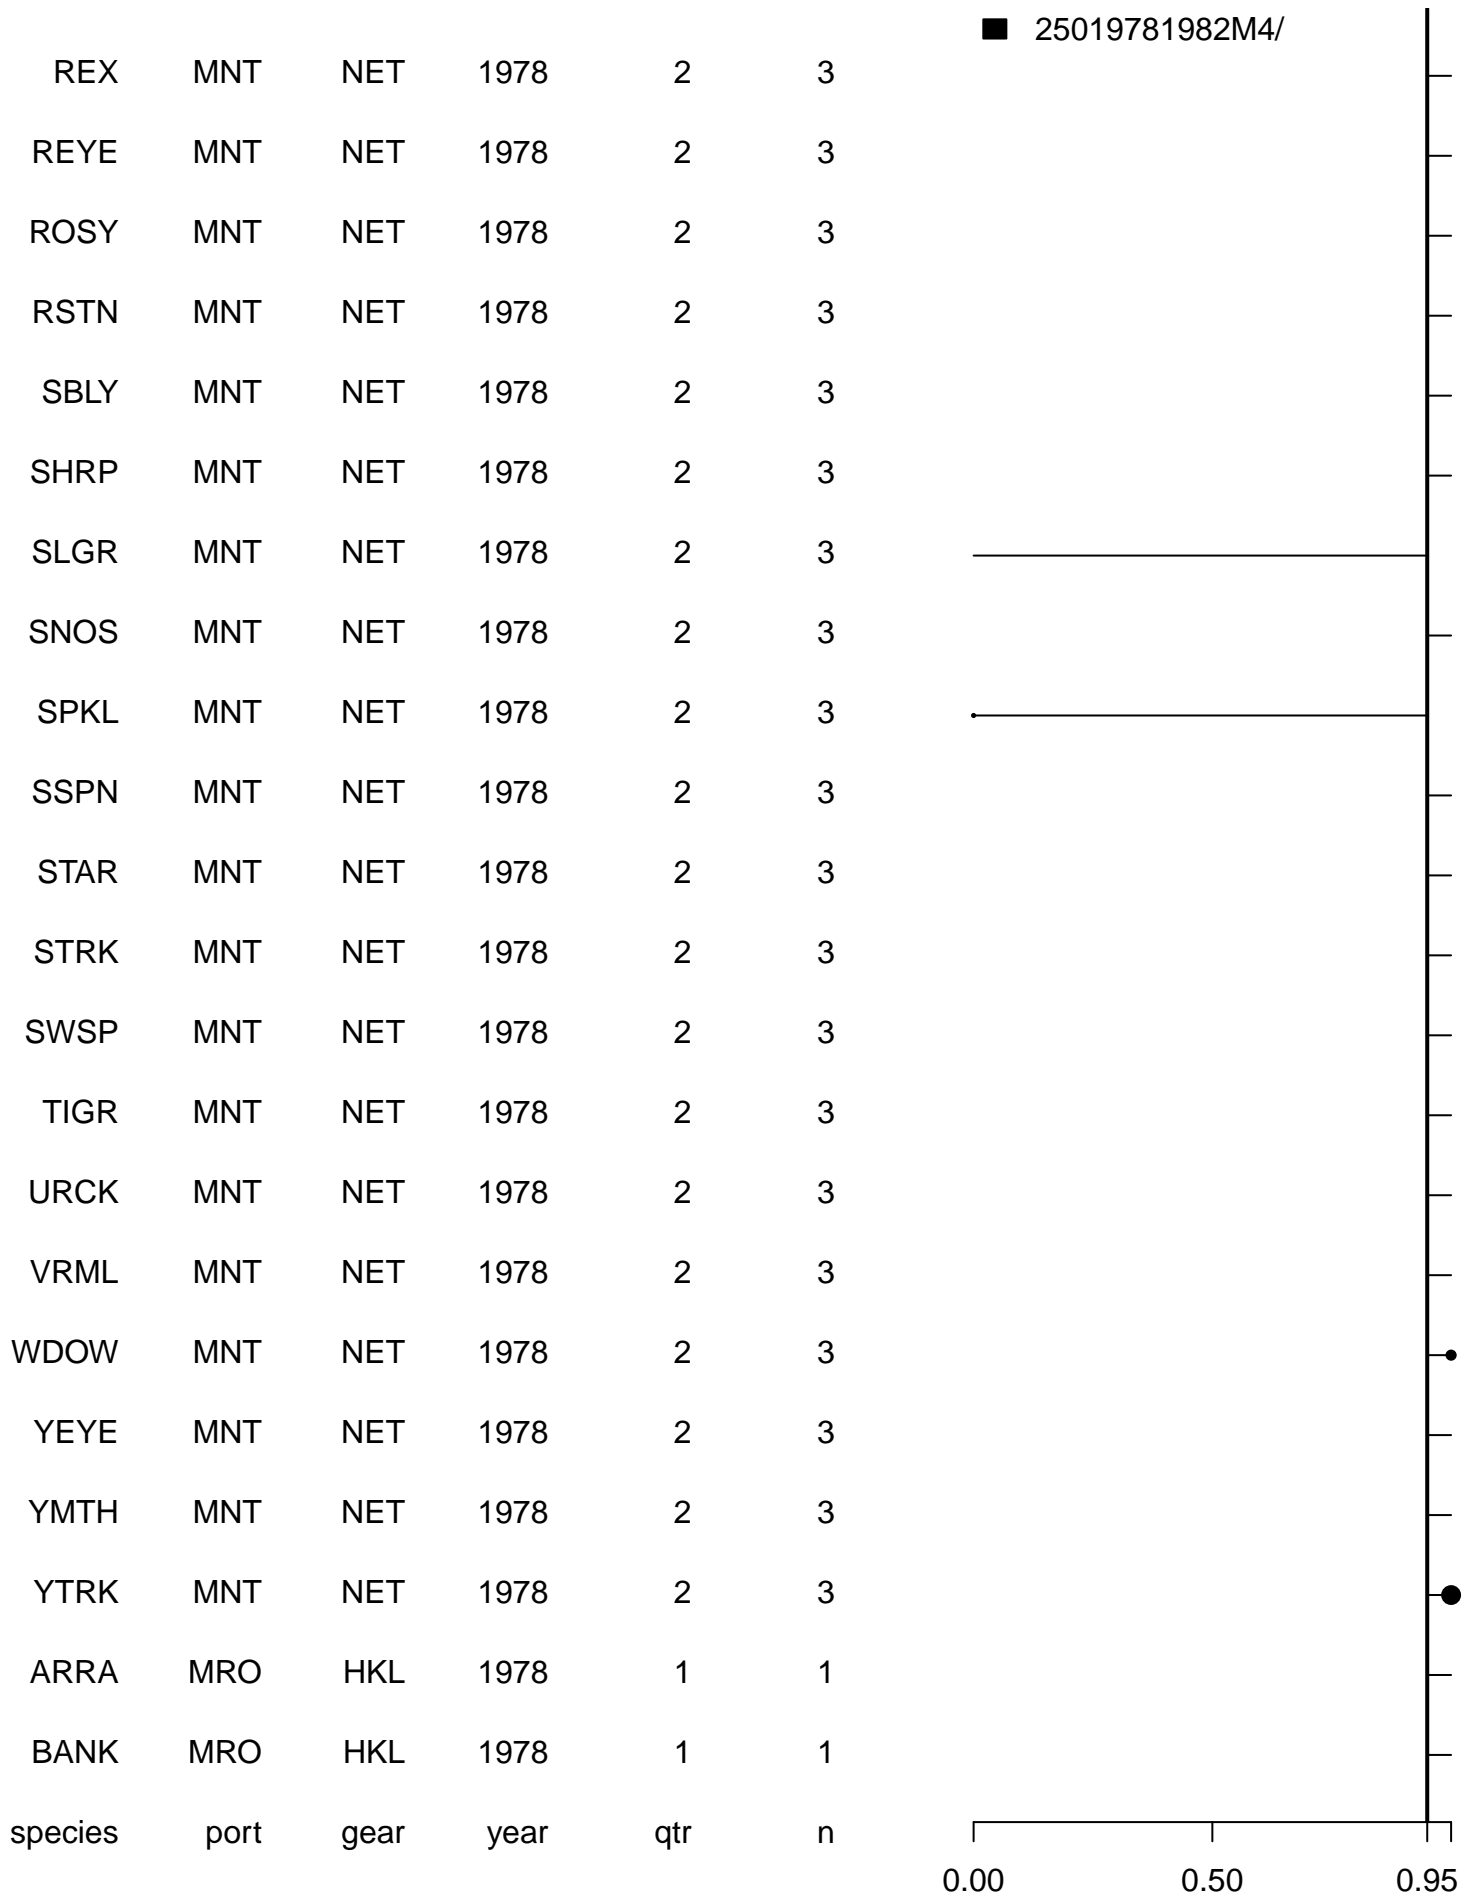 25019781982M4/
REX MNT NET 1978 2 3
REYE MNT NET 1978 2 3
ROSY MNT NET 1978 2 3
RSTN MNT NET 1978 2 3
SBLY MNT NET 1978 2 3
SHRP MNT NET 1978 2 3
SLGR MNT NET 1978 2 3
SNOS MNT NET 1978 2 3
SPKL MNT NET 1978 2 3
SSPN MNT NET 1978 2 3
STAR MNT NET 1978 2 3
STRK MNT NET 1978 2 3
SWSP MNT NET 1978 2 3
TIGR MNT NET 1978 2 3
URCK MNT NET 1978 2 3
VRML MNT NET 1978 2 3
WDOW MNT NET 1978 2 3
YEYE MNT NET 1978 2 3
YMTH MNT NET 1978 2 3
YTRK MNT NET 1978 2 3
ARRA MRO HKL 1978 1 1
BANK MRO HKL 1978 1 1
species port gear year qtr n
0.00 0.50 0.95